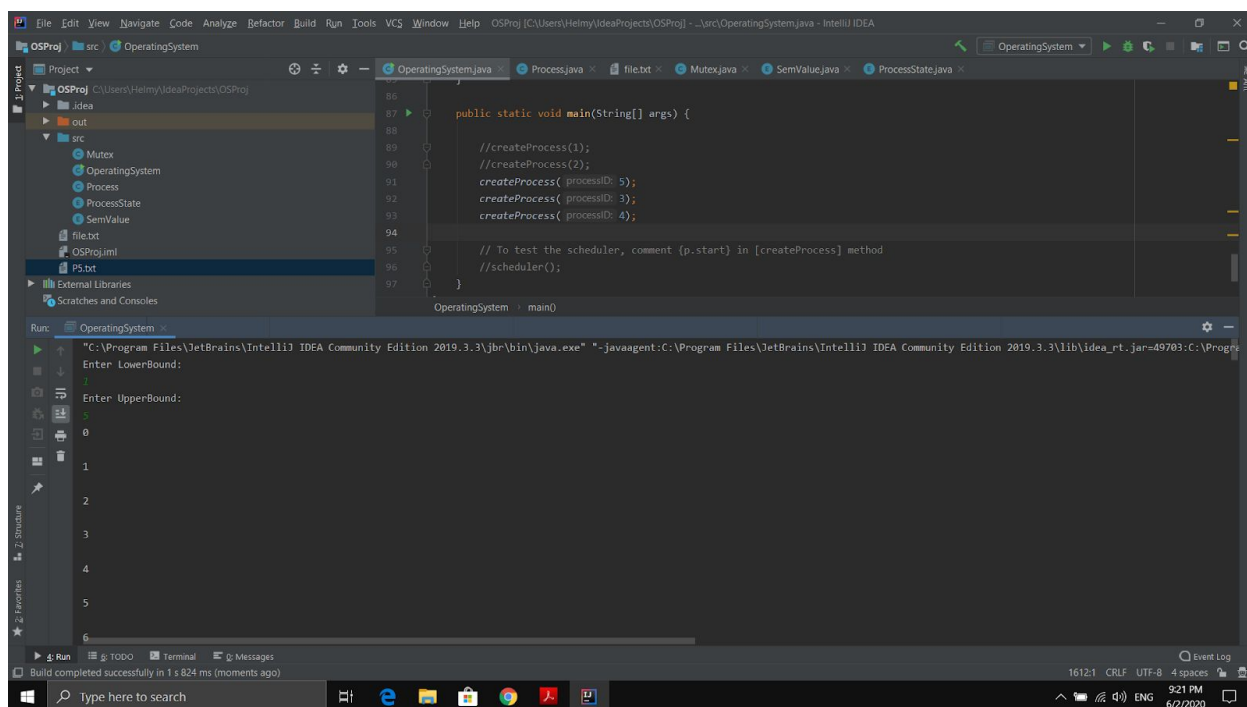 File Edit View Navigate Code Analyze Refactor Build Run Tools VCS Window Help OSProj [C:\Users\Helmy\IdeaProjects\OSProj] - ...\src\OperatingSystem.java - IntelliJ IDEA
OSProj src OperatingSystem
OperatingSystem
1: Project
Project
OperatingSystem.java Process.java file.txt Mutex.java SemValue.java ProcessState.java
OSProj C:\Users\Helmy\IdeaProjects\OSProj
.idea
out
src
Mutex
OperatingSystem
Process
ProcessState
SemValue
file.txt
OSProj.iml
P5.txt
External Libraries
Scratches and Consoles
86
87 public static void main(String[] args) {
88
89 //createProcess(1);
90 //createProcess(2);
91 createProcess( processID: 5);
92 createProcess( processID: 3);
93 createProcess( processID: 4);
94
95 // To test the scheduler, comment {p.start} in [createProcess] method
96 //scheduler();
97 }
OperatingSystem main()
Run: OperatingSystem
"C:\Program Files\JetBrains\IntelliJ IDEA Community Edition 2019.3.3\jbr\bin\java.exe" "-javaagent:C:\Program Files\JetBrains\IntelliJ IDEA Community Edition 2019.3.3\lib\idea_rt.jar=49703:C:\Progra
Enter LowerBound:
1
Enter UpperBound:
5
0
1
2
3
4
5
6
7: Structure
2: Favorites
4: Run 6: TODO Terminal 0: Messages
Event Log
Build completed successfully in 1 s 824 ms (moments ago)
1612:1 CRLF UTF-8 4 spaces
Type here to search
ENG
9:21 PM
6/2/2020